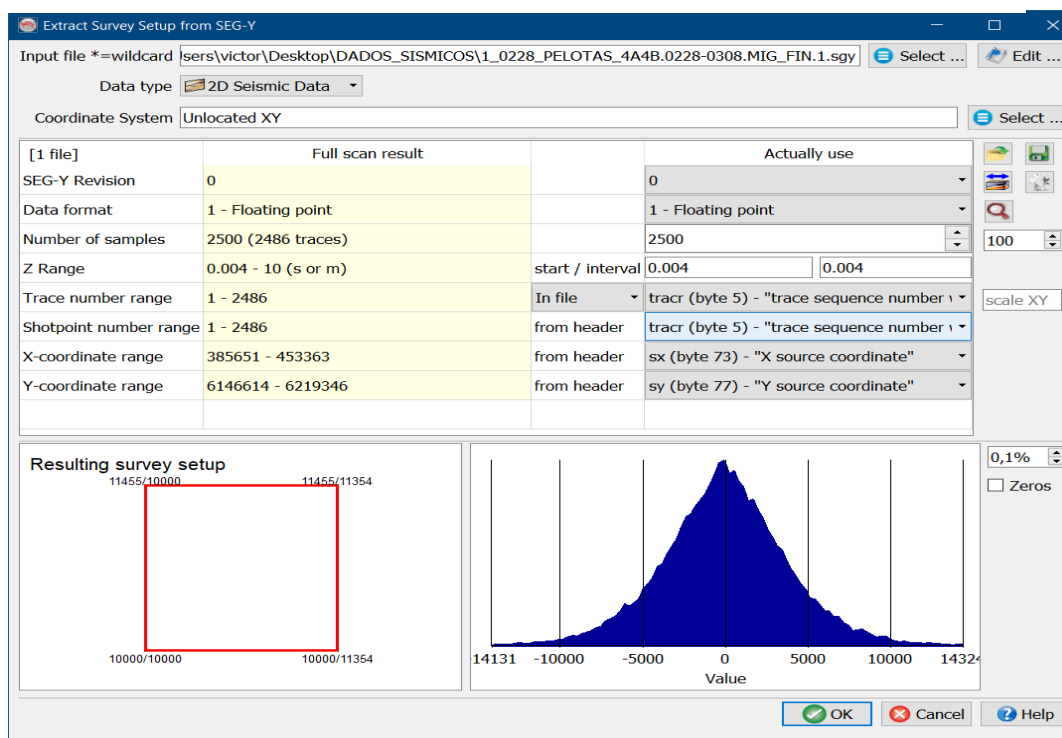 Extract Survey Setup from SEG-Y
Input file *=wildcard sers\victor\Desktop\DADOS_SISMICOS\1_0228_PELOTAS_4A4B.0228-0308.MIG_FIN.1.sgy Select ... Edit ...
Data type 2D Seismic Data
Coordinate System Unlocated XY Select ...
[1 file] Full scan result Actually use
SEG-Y Revision 0 0
Data format 1 - Floating point 1 - Floating point
Number of samples 2500 (2486 traces) 2500 100
Z Range 0.004 - 10 (s or m) start / interval 0.004 0.004
Trace number range 1 - 2486 In file tracr (byte 5) - "trace sequence number scale XY
Shotpoint number range 1 - 2486 from header tracr (byte 5) - "trace sequence number
X-coordinate range 385651 - 453363 from header sx (byte 73) - "X source coordinate"
Y-coordinate range 6146614 - 6219346 from header sy (byte 77) - "Y source coordinate"
Resulting survey setup
11455/10000 11455/11354
10000/10000 10000/11354
14131 -10000 -5000 0 5000 10000 14324
Value
0,1%
Zeros
OK Cancel Help